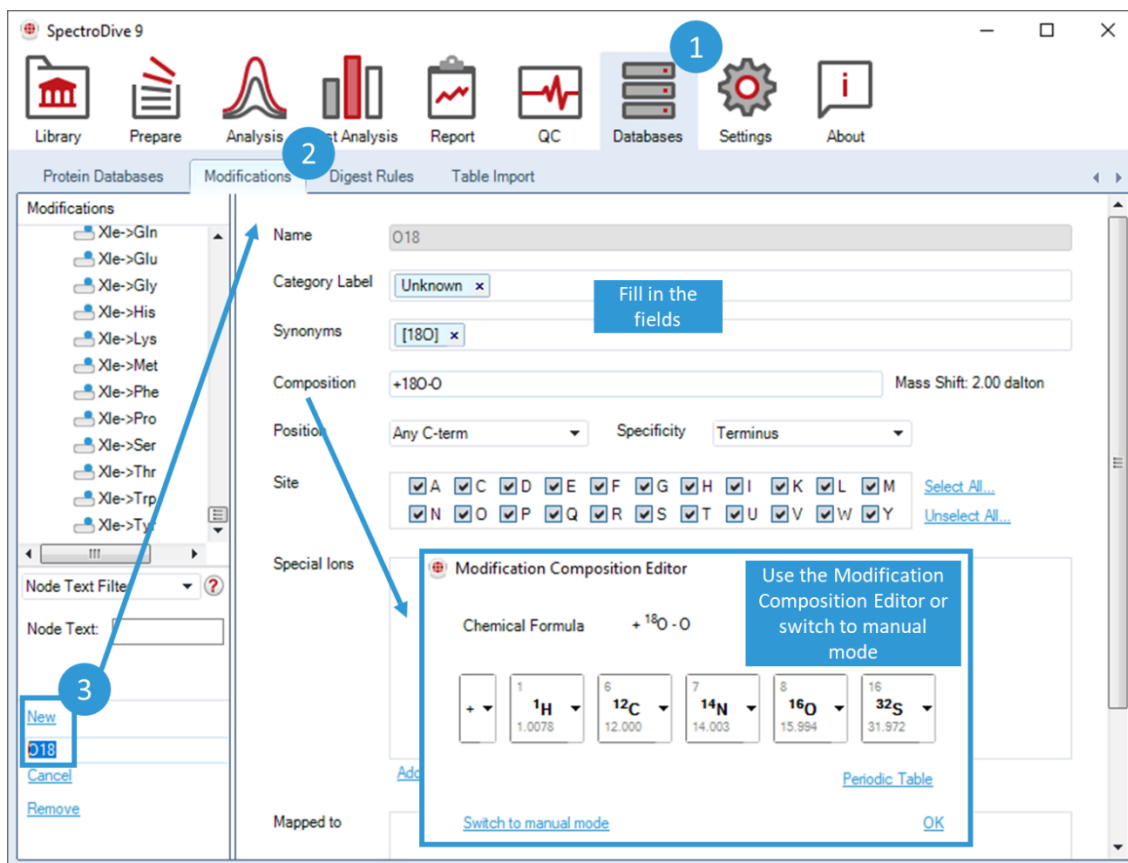 SpectroDive 9
1
Library Prepare Analysis st Analysis Report QC Databases Settings About
2
Protein Databases Modifications Digest Rules Table Import
Modifications
Xle->Gln
Xle->Glu
Xle->Gly
Xle->His
Xle->Lys
Xle->Met
Xle->Phe
Xle->Pro
Xle->Ser
Xle->Thr
Xle->Trp
Xle->Tyr
Node Text Filte
?
Node Text:
3
New
O18
Cancel
Remove
Name O18
Category Label Unknown ×
Fill in the
fields
Synonyms [18O] ×
Composition +18O-O Mass Shift: 2.00 dalton
Position Any C-term Specificity Terminus
Site A C D E F G H I K L M Select All...
N O P Q R S T U V W Y Unselect All...
Special Ions
Modification Composition Editor
Use the Modification
Composition Editor or
switch to manual
mode
Chemical Formula + ¹⁸O - O
+
1
¹H
1.0078
6
¹²C
12.000
7
¹⁴N
14.003
8
¹⁶O
15.994
16
³²S
31.972
Add
Periodic Table
Switch to manual mode OK
Mapped to